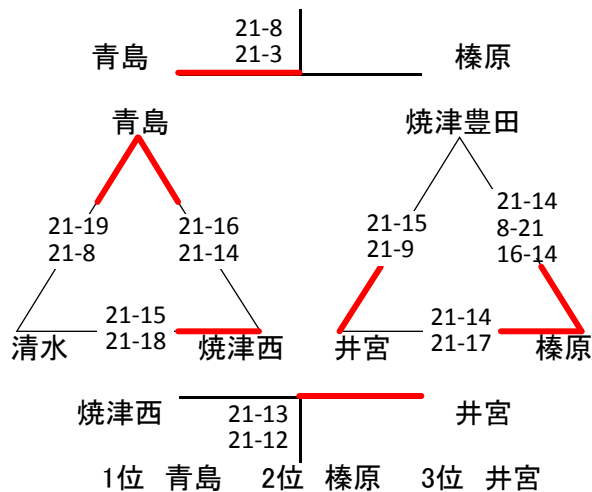 21-8
21-3
青島
榛原
青島
焼津豊田
21-19
21-8
21-16
21-14
21-15
21-9
21-14
8-21
16-14
21-15
21-18
21-14
21-17
清水
焼津西
井宮
榛原
焼津西
21-13
21-12
井宮
1位 青島 2位 榛原 3位 井宮